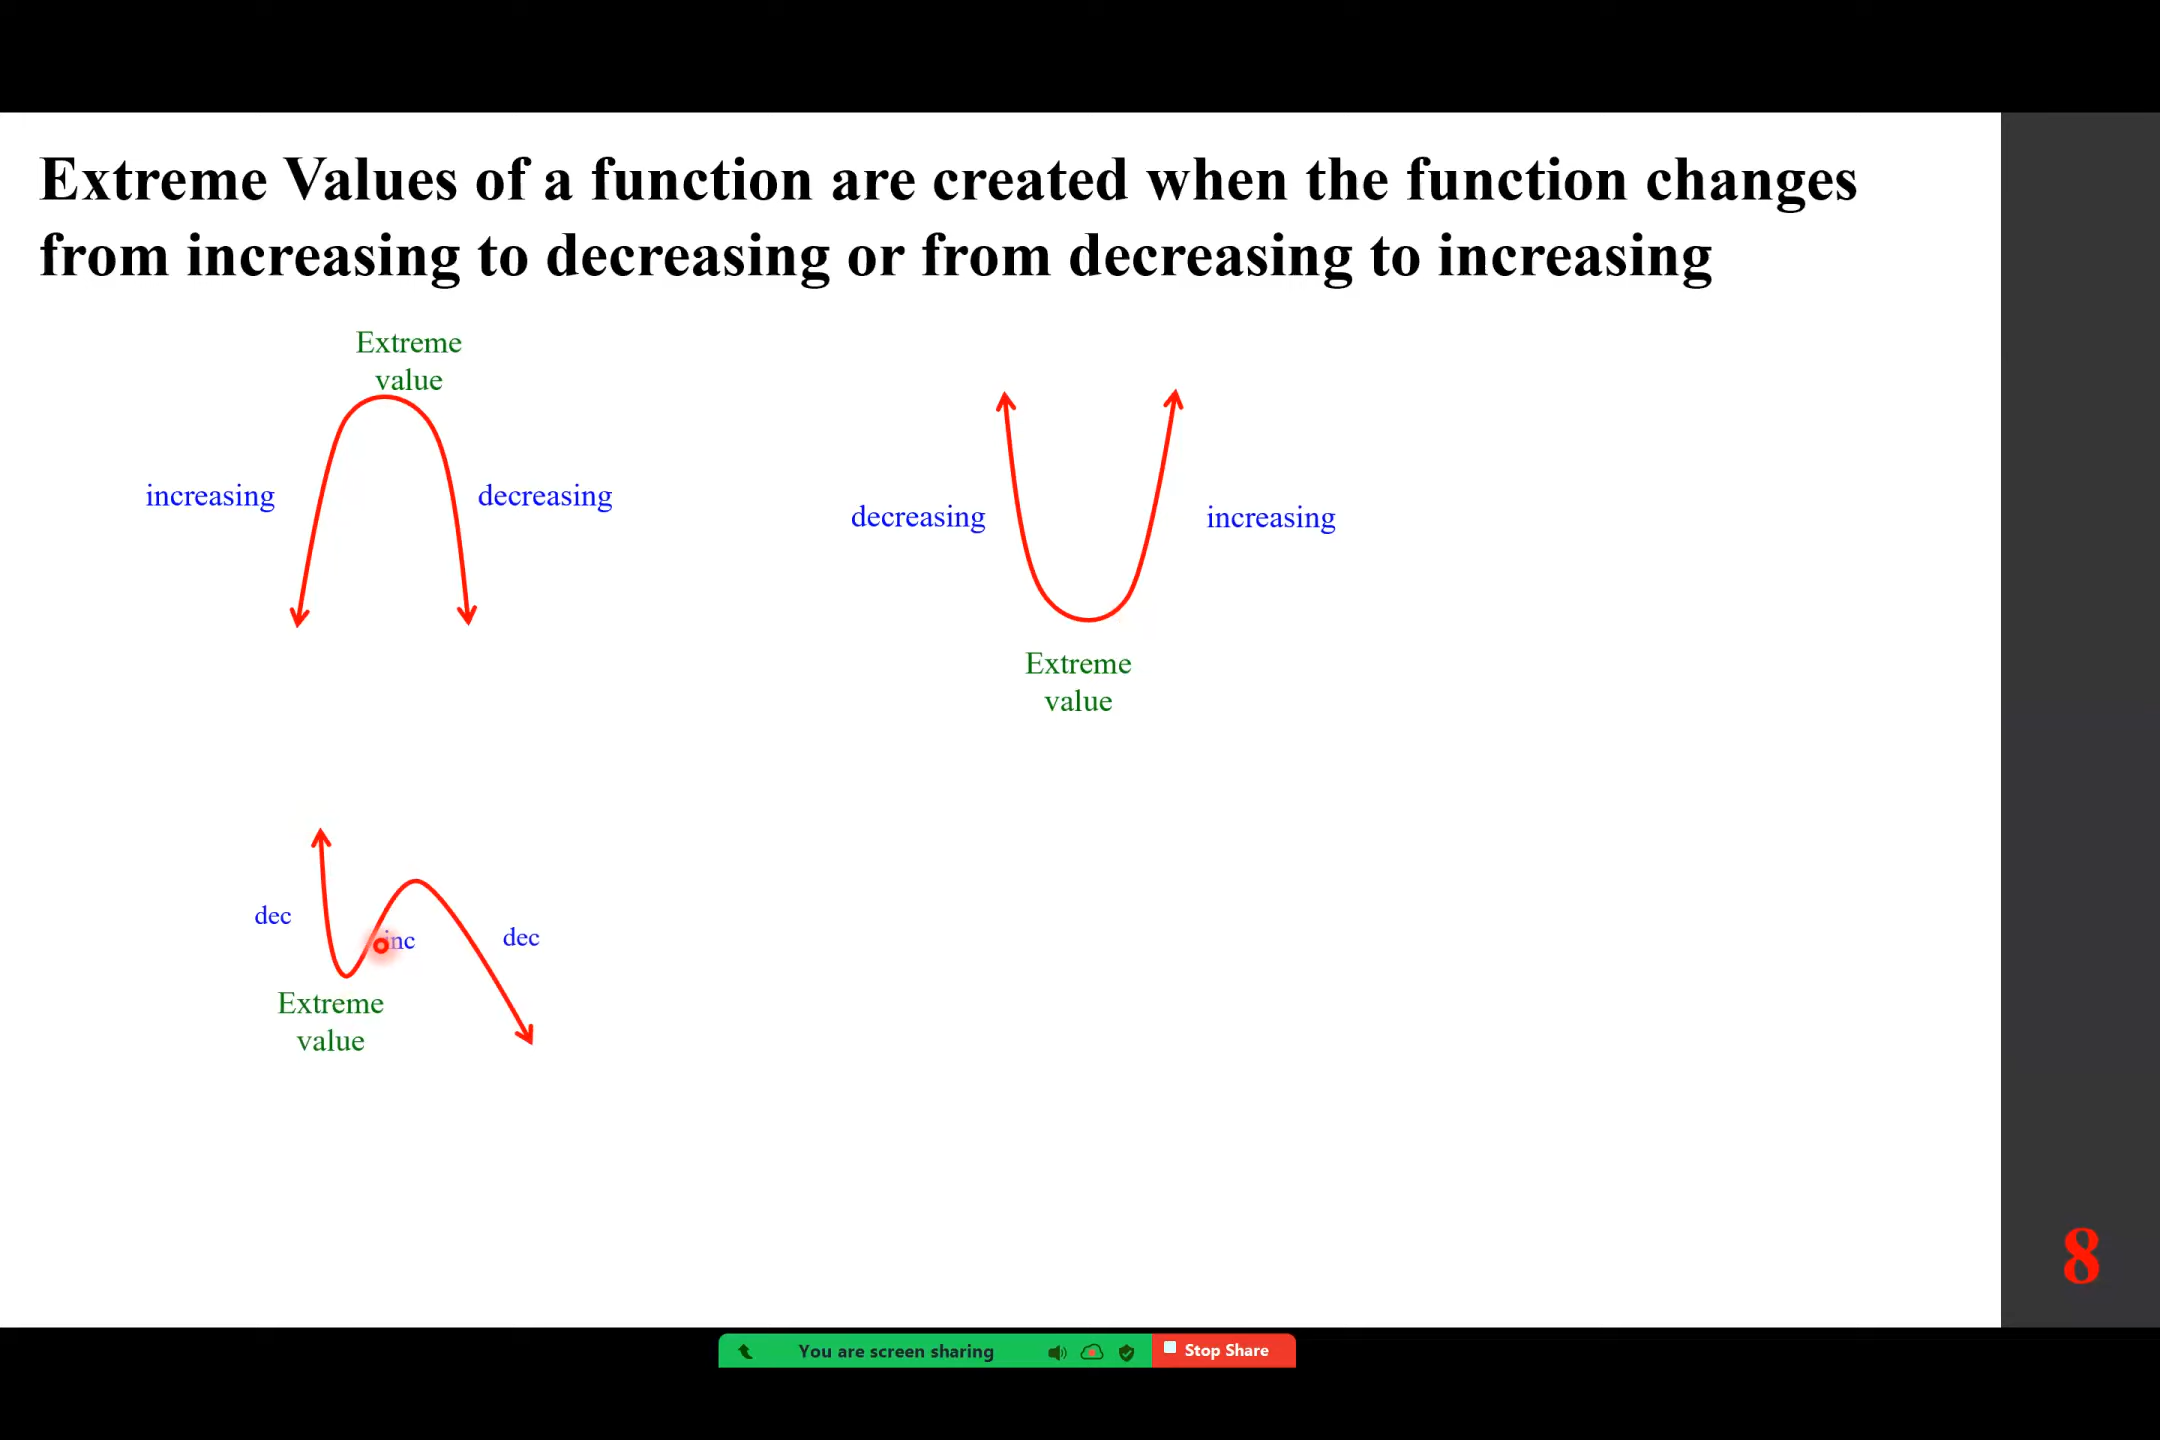 Extreme Values of a function are created when the function changes
from increasing to decreasing or from decreasing to increasing
Extreme
value
increasing
decreasing
decreasing
increasing
Extreme
value
dec
inc
dec
Extreme
value
8
You are screen sharing
Stop Share